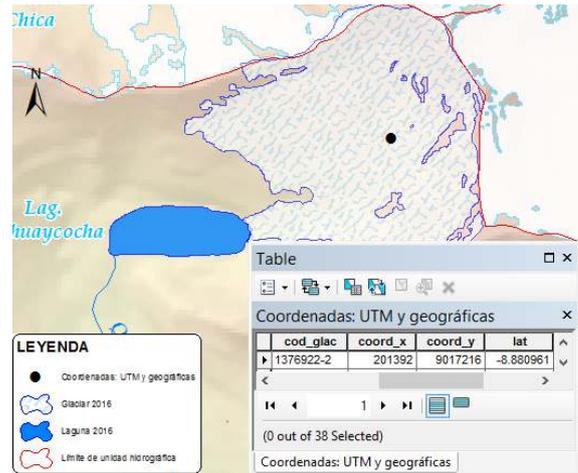 Chica
N
Lag.
huaycocha
Table
Coordenadas: UTM y geográficas
cod_glac coord_x coord_y lat
1376922-2 201392 9017216 -8.880961
1
(0 out of 38 Selected)
Coordenadas: UTM y geográficas
LEYENDA
Coordenadas: UTM y geográficas
Glaciar 2016
Laguna 2016
Límite de unidad hidrográfica